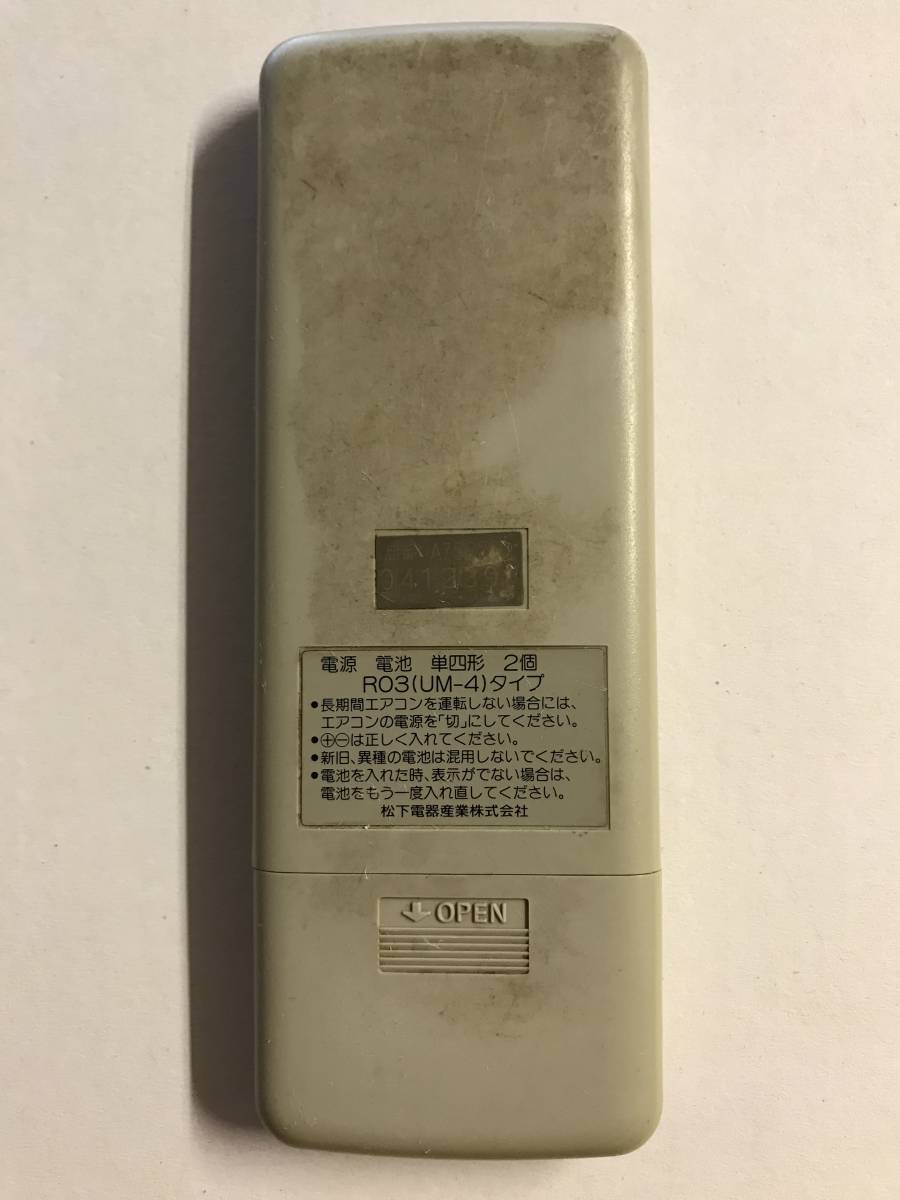 電源 電池 単四形 2個
R03(UM-4)タイプ
•長期間エアコンを運転しない場合には、
エアコンの電源を「切」にしてください。
•⊕⊖は正しく入れてください。
•新旧、異種の電池は混用しないでください。
•電池を入れた時、表示がでない場合は、
電池をもう一度入れ直してください。
松下電器産業株式会社
OPEN